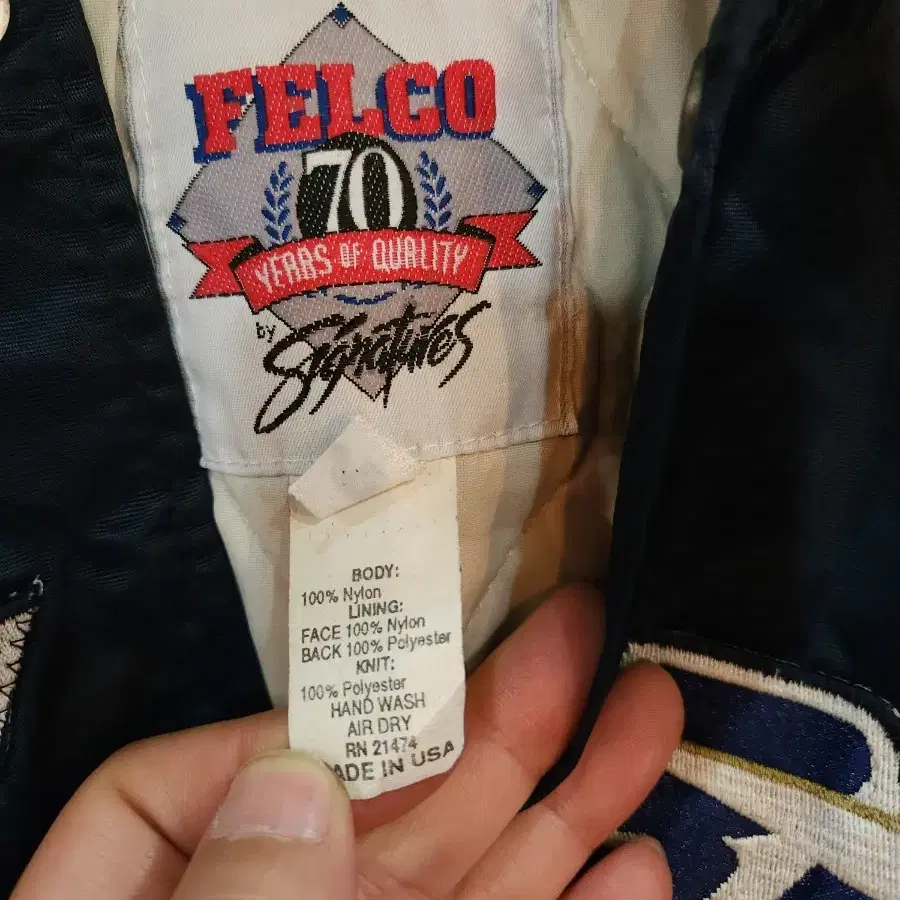 FELCO
70
YEARS OF QUALITY
by Signatures
BODY:
100% Nylon
LINING:
FACE 100% Nylon
BACK 100% Polyester
KNIT:
100% Polyester
HAND WASH
AIR DRY
RN 21474
ADE IN USA